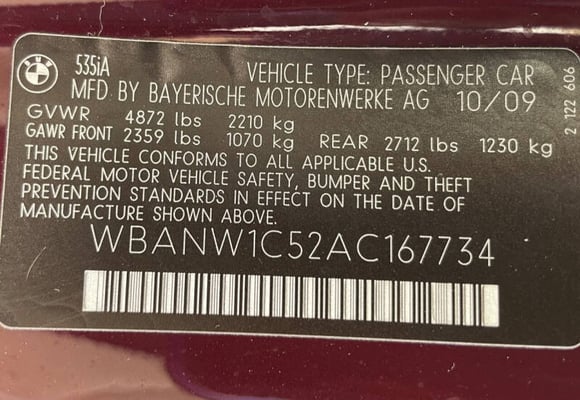 535iA VEHICLE TYPE: PASSENGER CAR
MFD BY BAYERISCHE MOTORENWERKE AG 10/09
GVWR 4872 lbs 2210 kg
GAWR FRONT 2359 lbs 1070 kg REAR 2712 lbs 1230 kg
THIS VEHICLE CONFORMS TO ALL APPLICABLE U.S.
FEDERAL MOTOR VEHICLE SAFETY, BUMPER AND THEFT
PREVENTION STANDARDS IN EFFECT ON THE DATE OF
MANUFACTURE SHOWN ABOVE.
WBANW1C52AC167734
2 122 606
BMW